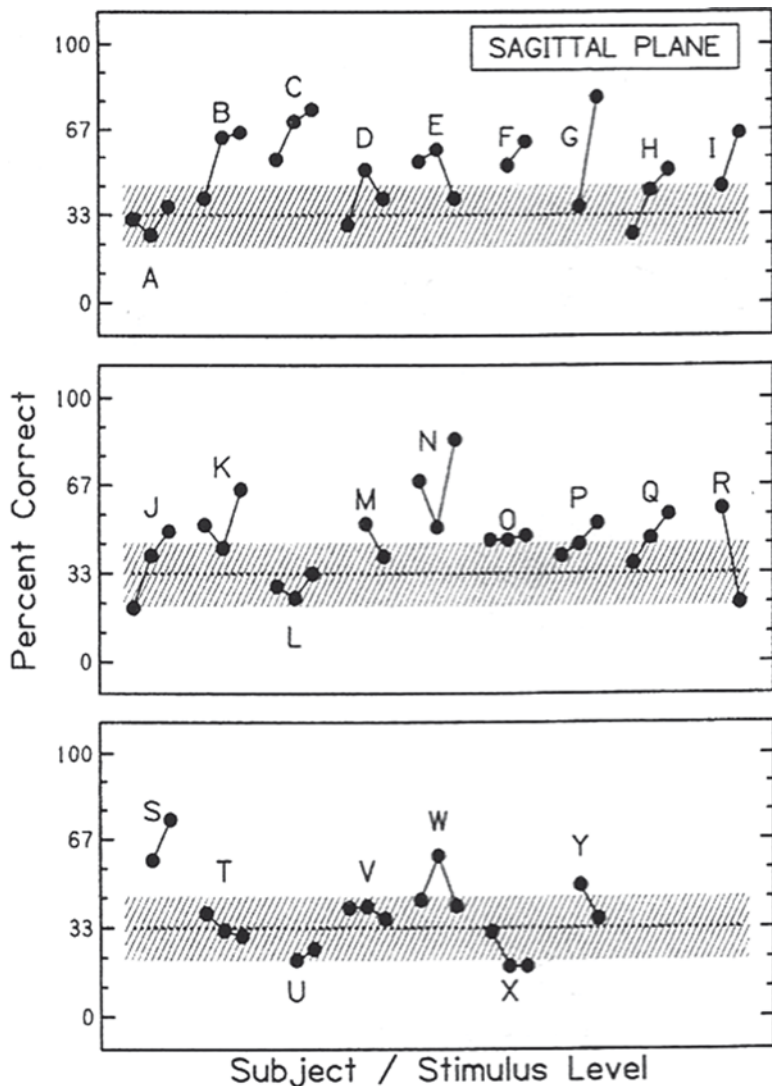 SAGITTAL PLANE
100
67
33
0
A
B
C
D
E
F
G
H
I
Percent Correct
100
67
33
0
J
K
L
M
N
O
P
Q
R
100
67
33
0
S
T
U
V
W
X
Y
Subject / Stimulus Level